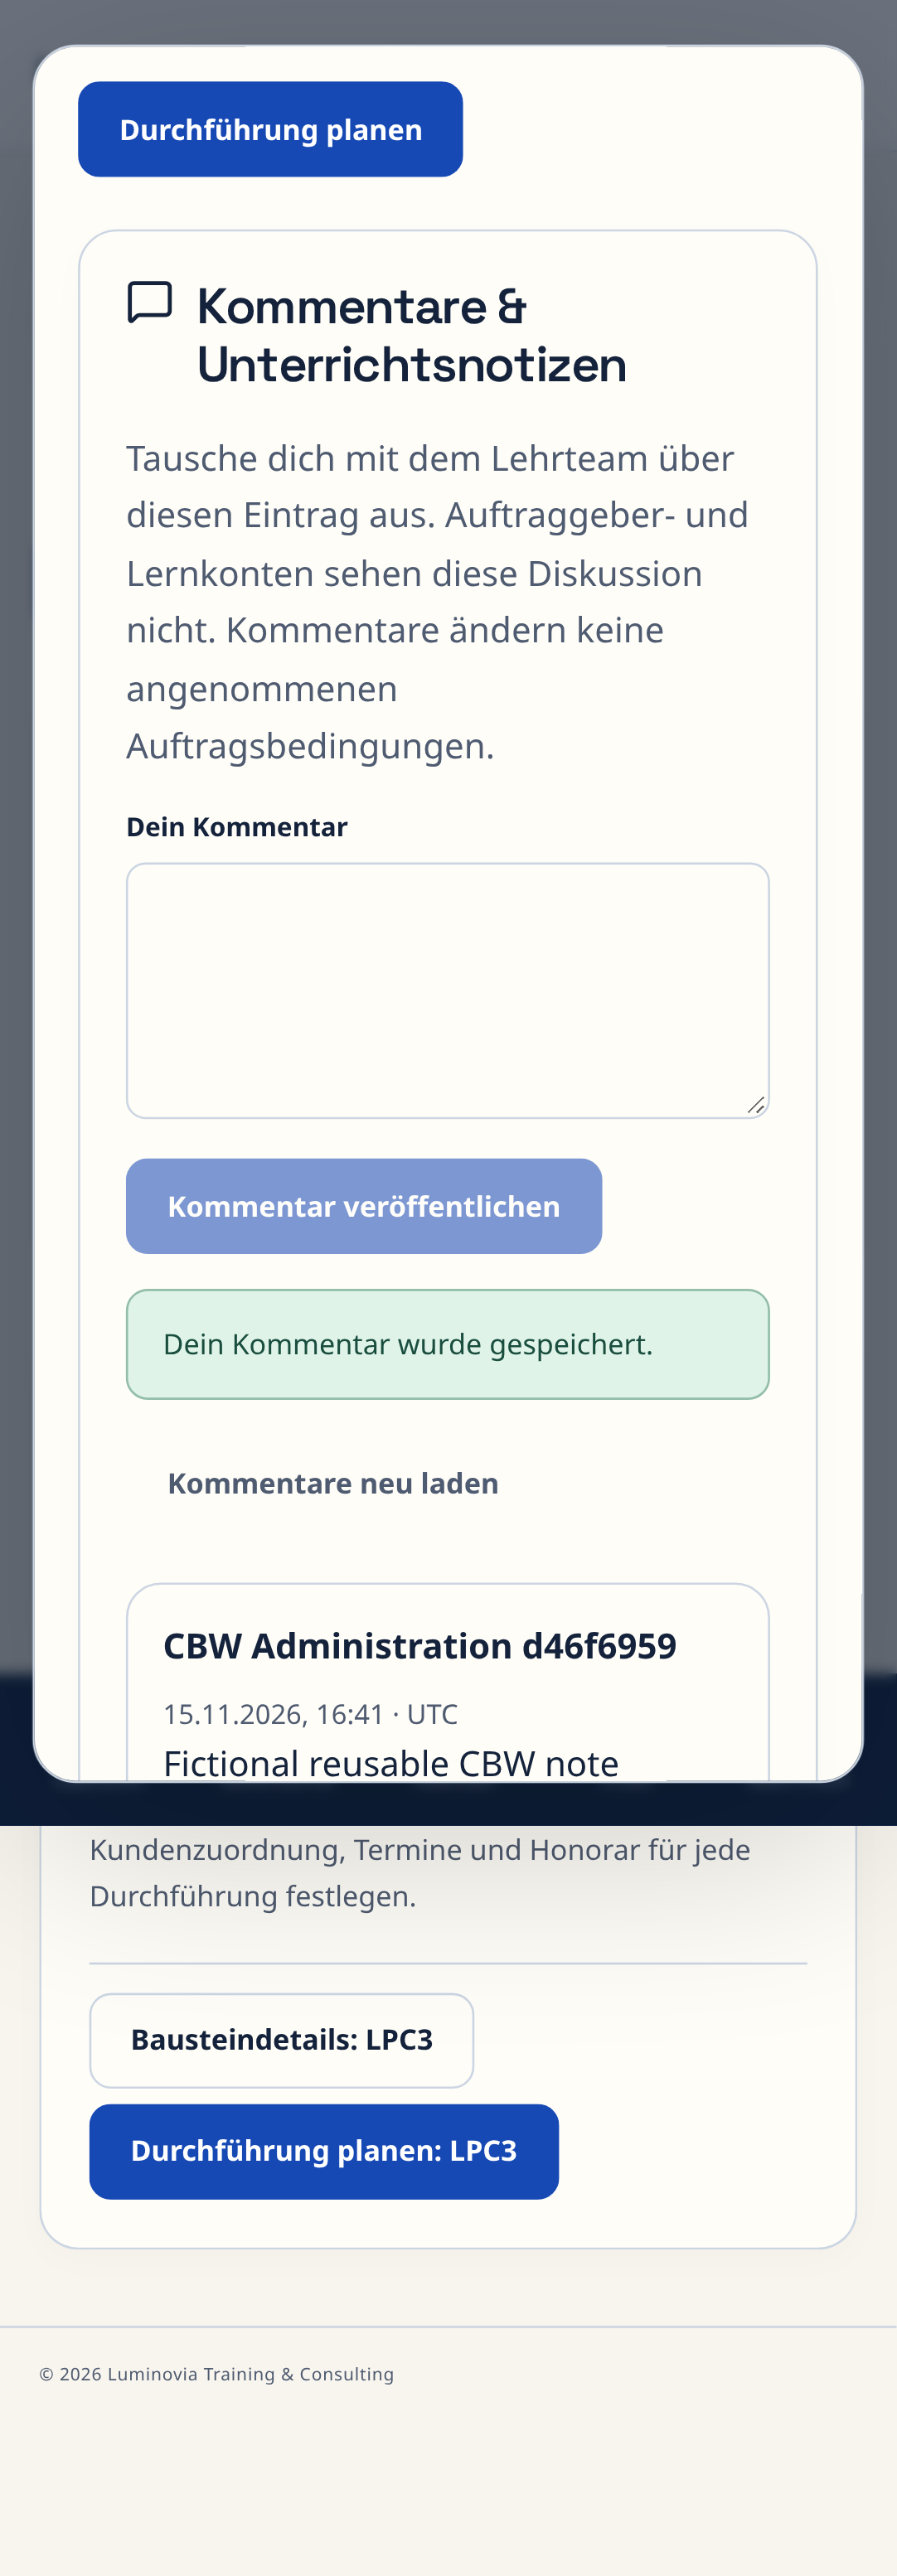 Durchführung planen
Kommentare &
Unterrichtsnotizen
Tausche dich mit dem Lehrteam über
diesen Eintrag aus. Auftraggeber- und
Lernkonten sehen diese Diskussion
nicht. Kommentare ändern keine
angenommenen
Auftragsbedingungen.
Dein Kommentar
Kommentar veröffentlichen
Dein Kommentar wurde gespeichert.
Kommentare neu laden
CBW Administration d46f6959
15.11.2026, 16:41 · UTC
Fictional reusable CBW note
Kundenzuordnung, Termine und Honorar für jede
Durchführung festlegen.
Bausteindetails: LPC3
Durchführung planen: LPC3
© 2026 Luminovia Training & Consulting